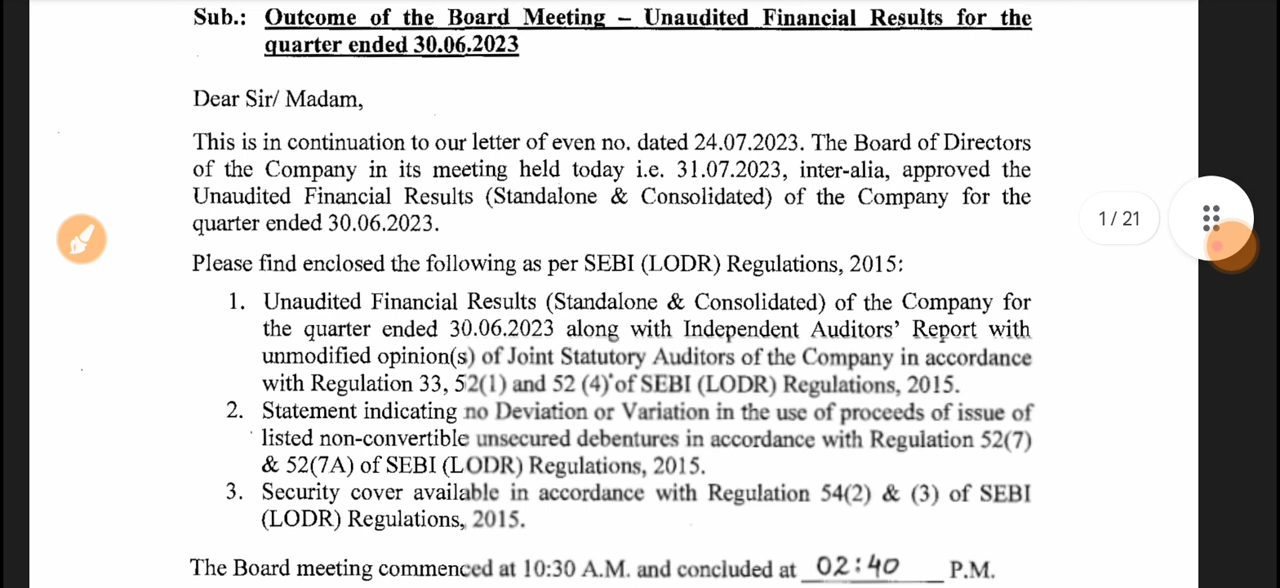 Sub.: Outcome of the Board Meeting – Unaudited Financial Results for the
quarter ended 30.06.2023
Dear Sir/ Madam,
This is in continuation to our letter of even no. dated 24.07.2023. The Board of Directors
of the Company in its meeting held today i.e. 31.07.2023, inter-alia, approved the
Unaudited Financial Results (Standalone & Consolidated) of the Company for the
quarter ended 30.06.2023.
1 / 21
Please find enclosed the following as per SEBI (LODR) Regulations, 2015:
1. Unaudited Financial Results (Standalone & Consolidated) of the Company for
the quarter ended 30.06.2023 along with Independent Auditors' Report with
unmodified opinion(s) of Joint Statutory Auditors of the Company in accordance
with Regulation 33, 52(1) and 52 (4) of SEBI (LODR) Regulations, 2015.
2. Statement indicating no Deviation or Variation in the use of proceeds of issue of
listed non-convertible unsecured debentures in accordance with Regulation 52(7)
& 52(7A) of SEBI (LODR) Regulations, 2015.
3. Security cover available in accordance with Regulation 54(2) & (3) of SEBI
(LODR) Regulations, 2015.
The Board meeting commenced at 10:30 A.M. and concluded at 02:40 P.M.